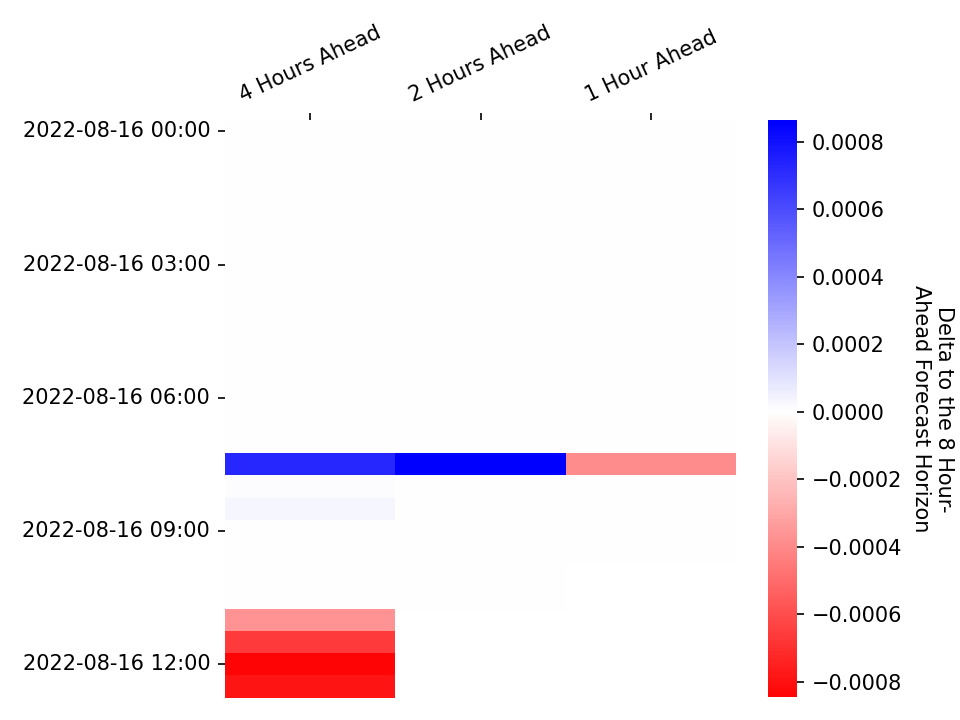 4 Hours Ahead
2 Hours Ahead
1 Hour Ahead
2022-08-16 00:00
2022-08-16 03:00
2022-08-16 06:00
2022-08-16 09:00
2022-08-16 12:00
0.0008
0.0006
0.0004
0.0002
0.0000
−0.0002
−0.0004
−0.0006
−0.0008
Delta to the 8 Hour-
Ahead Forecast Horizon